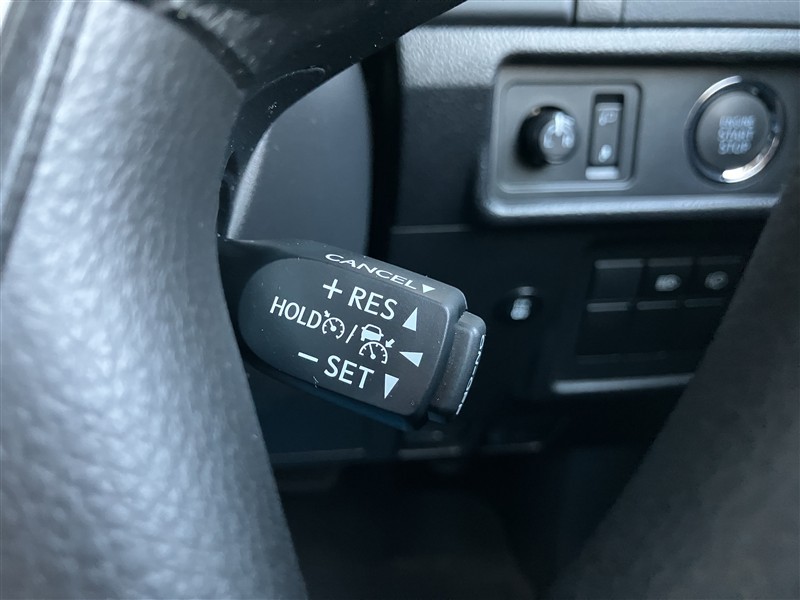 CANCEL▼
+ RES ▲
HOLD / ◀
− SET ▼
ENGINE
START
STOP